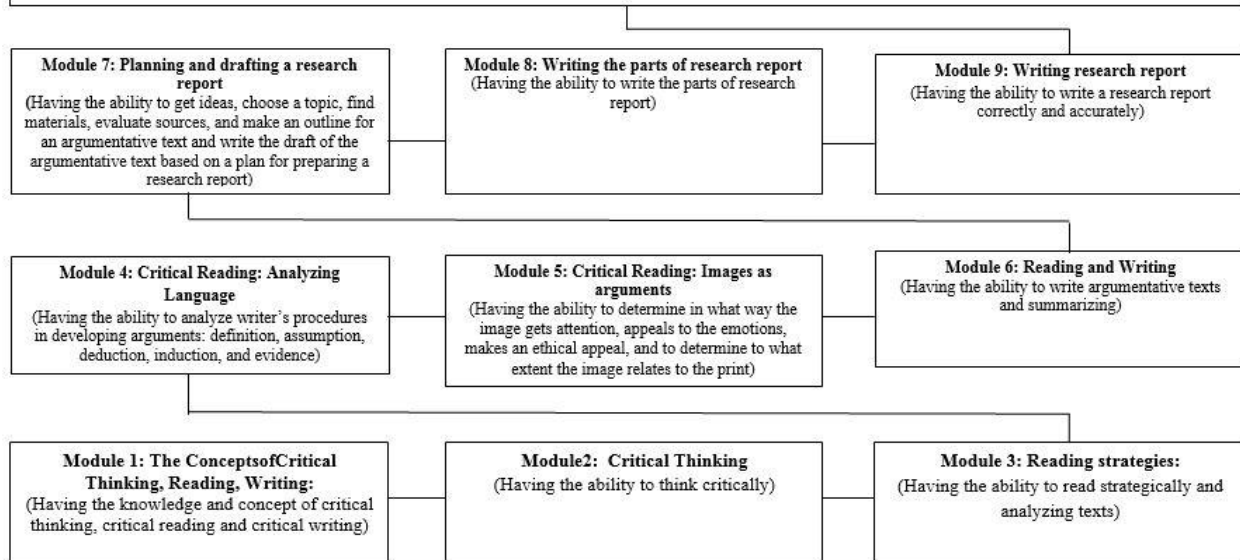 Module 7: Planning and drafting a research
report
(Having the ability to get ideas, choose a topic, find
materials, evaluate sources, and make an outline for
an argumentative text and write the draft of the
argumentative text based on a plan for preparing a
research report)
Module 8: Writing the parts of research report
(Having the ability to write the parts of research
report)
Module 9: Writing research report
(Having the ability to write a research report
correctly and accurately)
Module 4: Critical Reading: Analyzing
Language
(Having the ability to analyze writer's procedures
in developing arguments: definition, assumption,
deduction, induction, and evidence)
Module 5: Critical Reading: Images as
arguments
(Having the ability to determine in what way the
image gets attention, appeals to the emotions,
makes an ethical appeal, and to determine to what
extent the image relates to the print)
Module 6: Reading and Writing
(Having the ability to write argumentative texts
and summarizing)
Module 1: The ConceptsofCritical
Thinking, Reading, Writing:
(Having the knowledge and concept of critical
thinking, critical reading and critical writing)
Module2: Critical Thinking
(Having the ability to think critically)
Module 3: Reading strategies:
(Having the ability to read strategically and
analyzing texts)